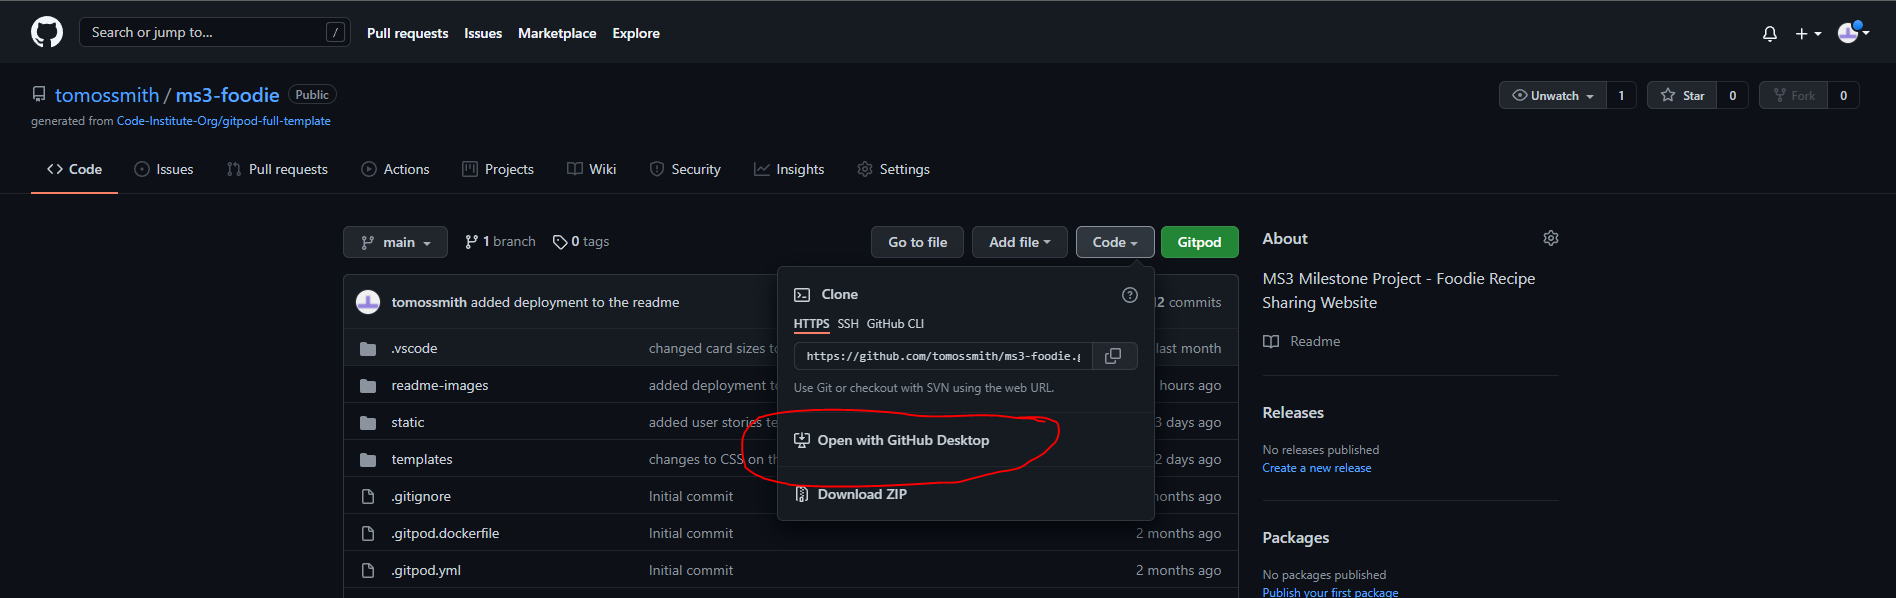 Search or jump to... /
Pull requests Issues Marketplace Explore
tomossmith / ms3-foodie Public
generated from Code-Institute-Org/gitpod-full-template
Unwatch 1 Star 0 Fork 0
Code Issues Pull requests Actions Projects Wiki Security Insights Settings
main 1 branch 0 tags
Go to file Add file Code Gitpod
tomossmith added deployment to the readme 2 commits
.vscode changed card sizes last month
readme-images added deployment hours ago
static added user stories 3 days ago
templates changes to CSS on 2 days ago
.gitignore Initial commit months ago
.gitpod.dockerfile Initial commit 2 months ago
.gitpod.yml Initial commit 2 months ago
Clone
HTTPS SSH GitHub CLI
https://github.com/tomossmith/ms3-foodie.g
Use Git or checkout with SVN using the web URL.
Open with GitHub Desktop
Download ZIP
About
MS3 Milestone Project - Foodie Recipe
Sharing Website
Readme
Releases
No releases published
Create a new release
Packages
No packages published
Publish your first package